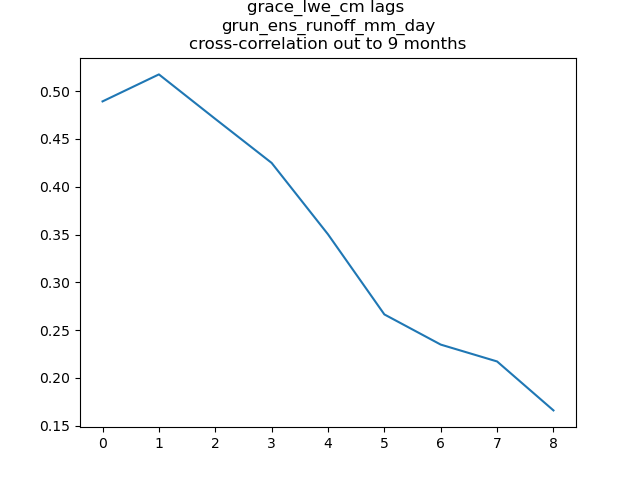 grace_lwe_cm lags
grun_ens_runoff_mm_day
cross-correlation out to 9 months
0.50
0.45
0.40
0.35
0.30
0.25
0.20
0.15
0 1 2 3 4 5 6 7 8